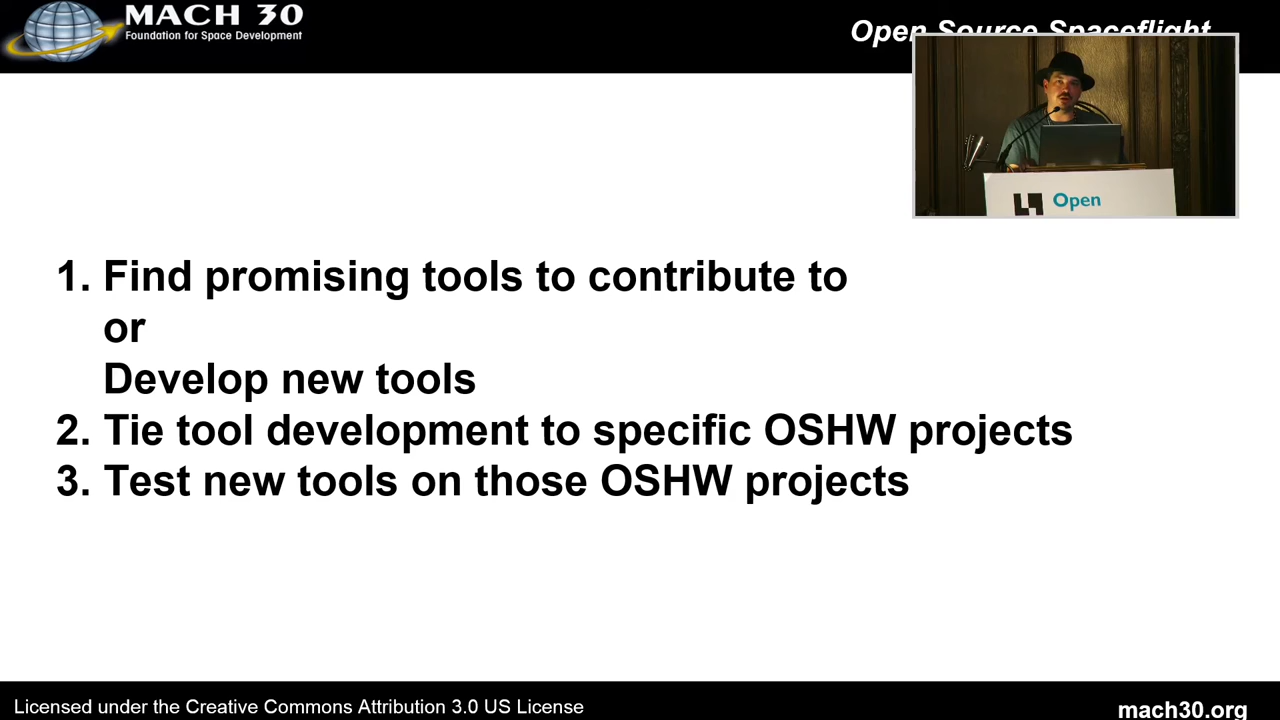 MACH 30
Foundation for Space Development
Open Source Spaceflight
Open
1. Find promising tools to contribute to
or
Develop new tools
2. Tie tool development to specific OSHW projects
3. Test new tools on those OSHW projects
Licensed under the Creative Commons Attribution 3.0 US License
mach30.org